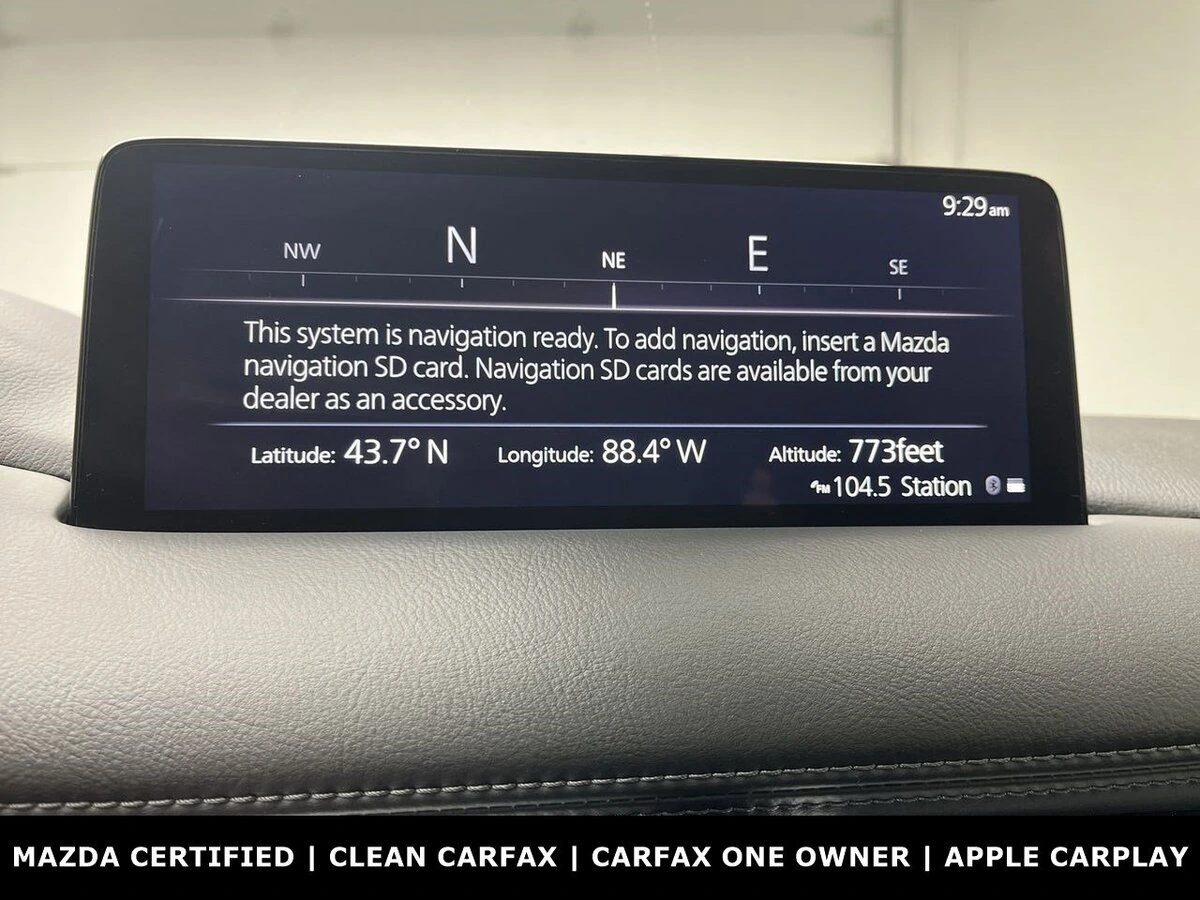 9:29am
NW N NE E SE
This system is navigation ready. To add navigation, insert a Mazda
navigation SD card. Navigation SD cards are available from your
dealer as an accessory.
Latitude: 43.7° N Longitude: 88.4° W Altitude: 773feet
FM 104.5 Station
MAZDA CERTIFIED | CLEAN CARFAX | CARFAX ONE OWNER | APPLE CARPLAY